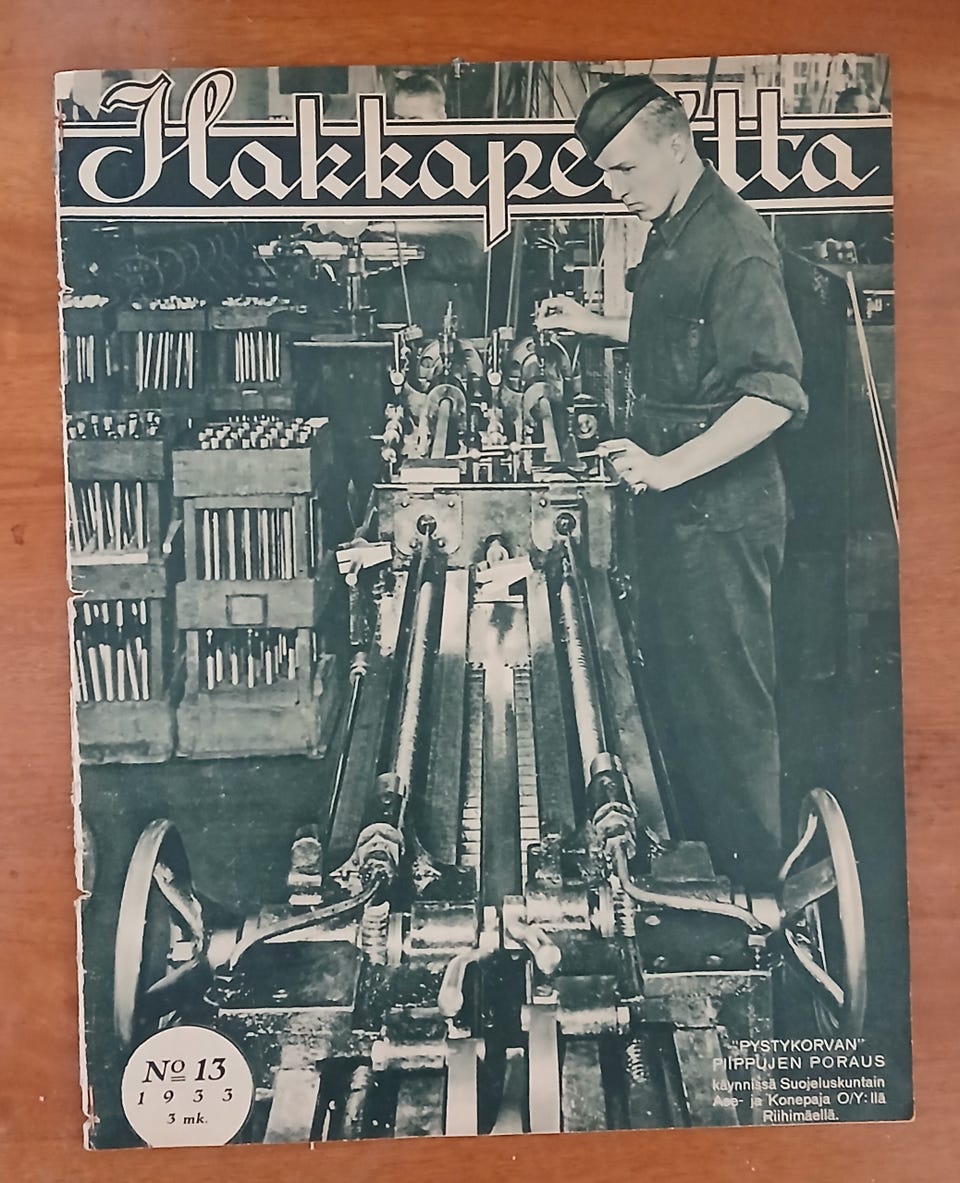 Hakkapeliitta
Nº 13
1933
3 mk.
"PYSTYKORVAN"
PIIPPUJEN PORAUS
käynnissä Suojeluskuntain
Ase- ja Konepaja O/Y:llä
Riihimäellä.